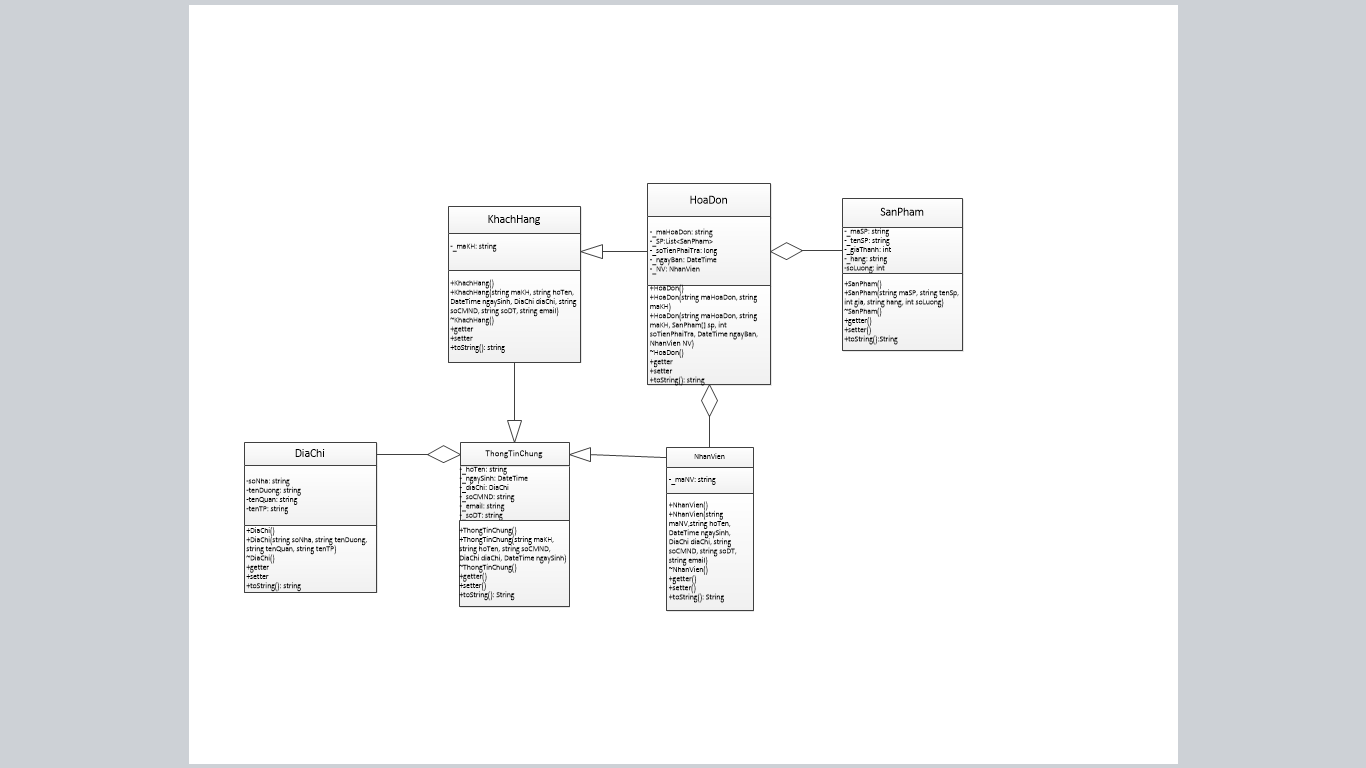 KhachHang
-_maKH: string
+KhachHang()
+KhachHang(string maKH, string hoTen,
DateTime ngaySinh, DiaChi diaChi, string
soCMND, string soDT, string email)
~KhachHang()
+getter
+setter
+toString(): string
HoaDon
-_maHoaDon: string
-_SP:List<SanPham>
-_soTienPhaiTra: long
-_ngayBan: DateTime
-_NV: NhanVien
+HoaDon()
+HoaDon(string maHoaDon, string
maKH)
+HoaDon(string maHoaDon, string
maKH, SanPham[] sp, int
soTienPhaiTra, DateTime ngayBan,
NhanVien NV)
~HoaDon()
+getter
+setter
+toString(): string
SanPham
-_maSP: string
-_tenSP: string
-_giaThanh: int
-_hang: string
-soLuong: int
+SanPham()
+SanPham(string maSP, string tenSp,
int gia, string hang, int soLuong)
~SanPham()
+getter()
+setter()
+toString():String
DiaChi
-soNha: string
-tenDuong: string
-tenQuan: string
-tenTP: string
+DiaChi()
+DiaChi(string soNha, string tenDuong,
string tenQuan, string tenTP)
~DiaChi()
+getter
+setter
+toString(): string
ThongTinChung
-_hoTen: string
-_ngaySinh: DateTime
-_diaChi: DiaChi
-_soCMND: string
-_email: string
-_soDT: string
+ThongTinChung()
+ThongTinChung(string maKH,
string hoTen, string soCMND,
DiaChi diaChi, DateTime ngaySinh)
~ThongTinChung()
+getter()
+setter()
+toString(): String
NhanVien
-_maNV: string
+NhanVien()
+NhanVien(string
maNV,string hoTen,
DateTime ngaySinh,
DiaChi diaChi, string
soCMND, string soDT,
string email)
~NhanVien()
+getter()
+setter()
+toString(): String